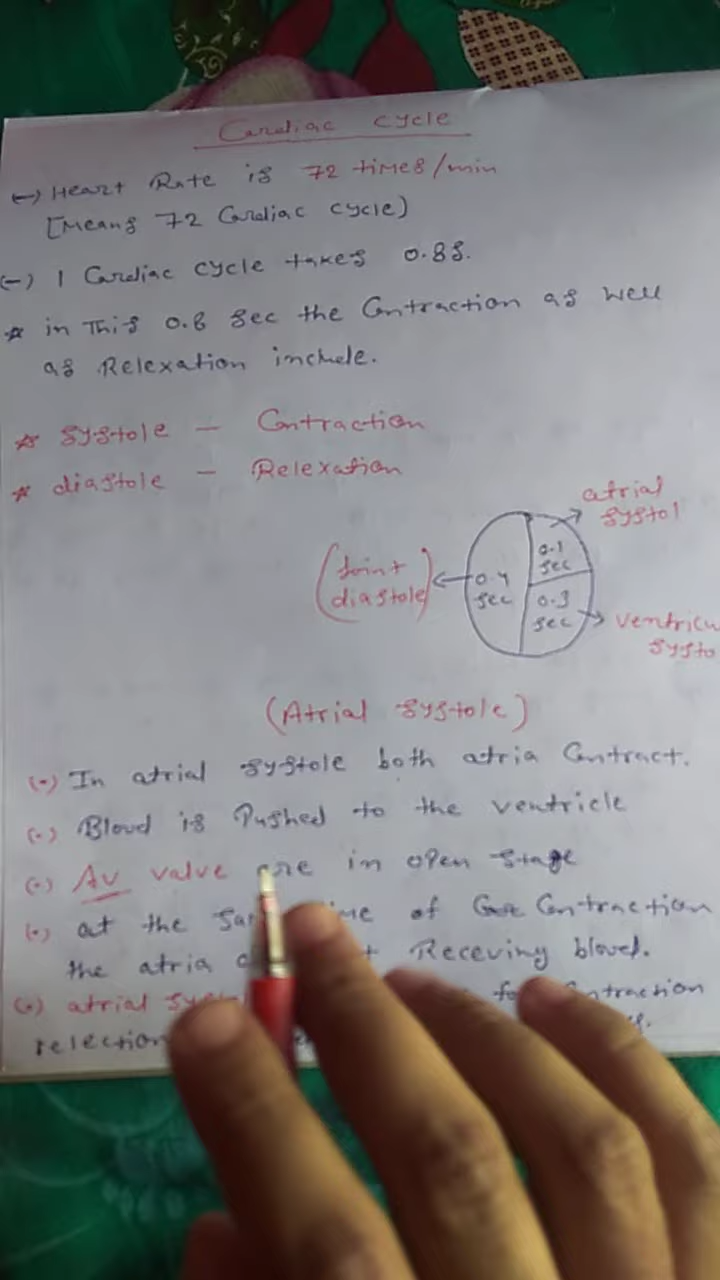 Cardiac cycle
(-) Heart Rate is 72 times/min
[Means 72 Cardiac cycle)
(-) 1 Cardiac cycle takes 0.8s.
* in This 0.8 sec the Contraction as well
as Relexation include.
* systole - Contraction
* diastole - Relexation
atrial
systol
0.1
sec
(Joint
diastole)
0.4
sec
0.3
sec
ventricu
systo
(Atrial systole)
(•) In atrial systole both atria Contract.
(•) Blood is Pushed to the ventricle
(•) AV valve are in open stage
(•) at the of Contraction
the atria Receving blood.
(•) atrial